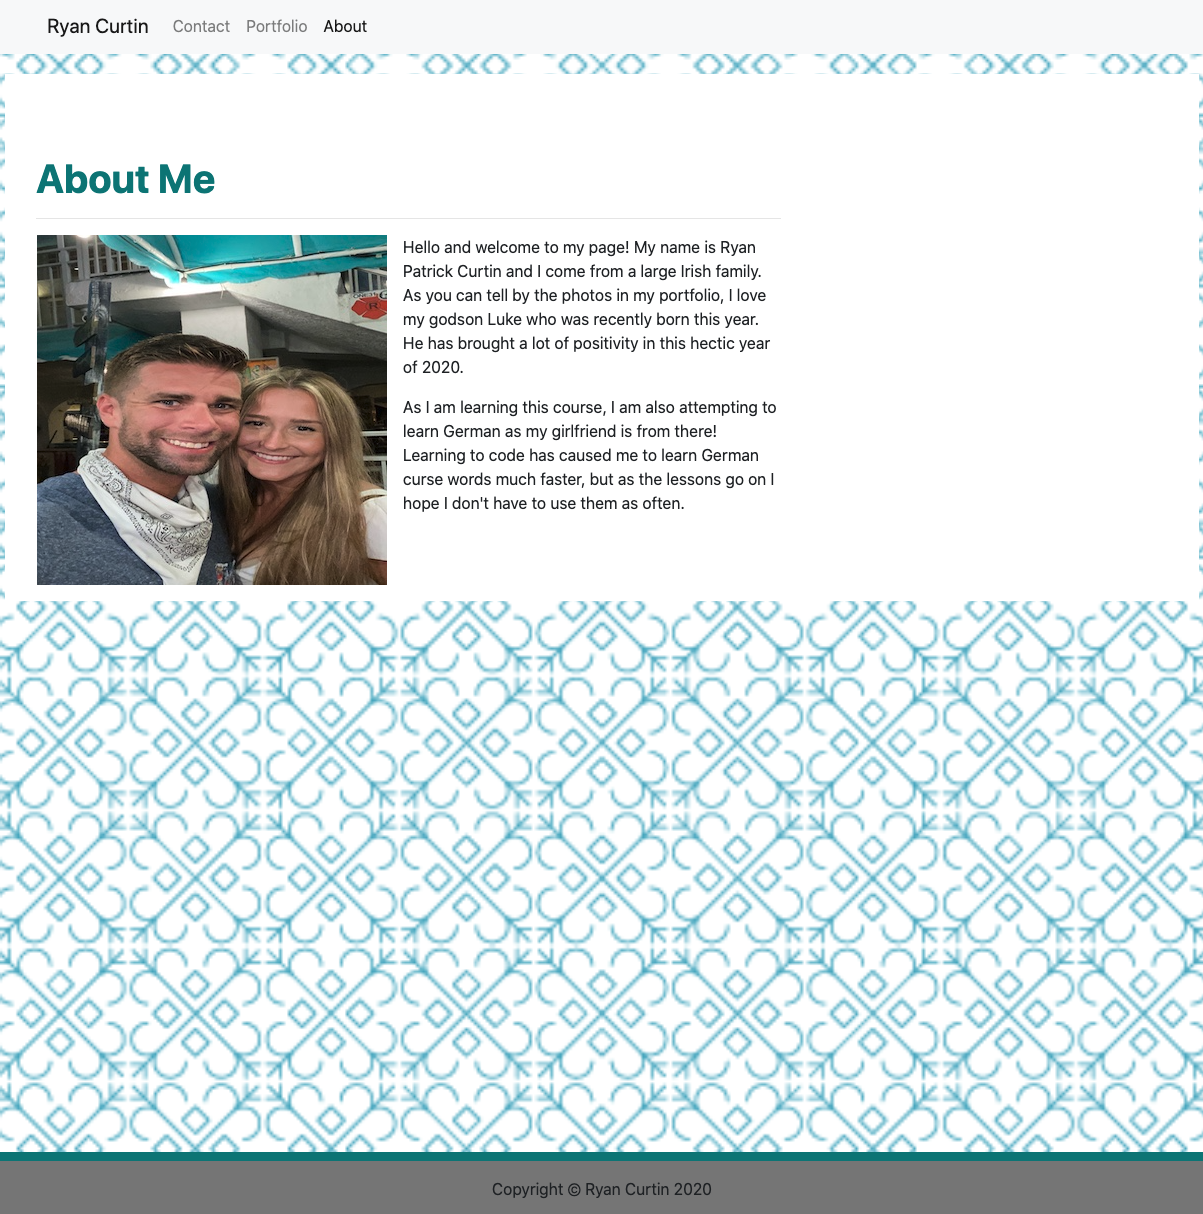 Ryan Curtin Contact Portfolio About
About Me
Hello and welcome to my page! My name is Ryan
Patrick Curtin and I come from a large Irish family.
As you can tell by the photos in my portfolio, I love
my godson Luke who was recently born this year.
He has brought a lot of positivity in this hectic year
of 2020.
As I am learning this course, I am also attempting to
learn German as my girlfriend is from there!
Learning to code has caused me to learn German
curse words much faster, but as the lessons go on I
hope I don't have to use them as often.
Copyright © Ryan Curtin 2020